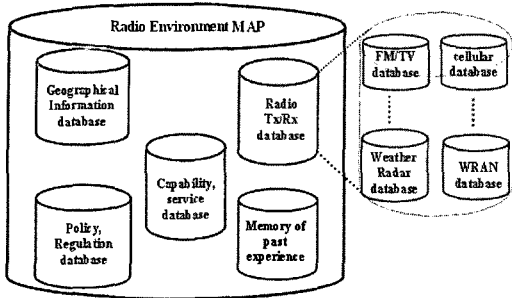 Radio Environment MAP
Geographical
Information
database
Radio
Tx/Rx
database
Capability,
service
database
Policy,
Regulation
database
Memory of
past
experience
FM/TV
database
cellular
database
Weather
Radar
database
WRAN
database